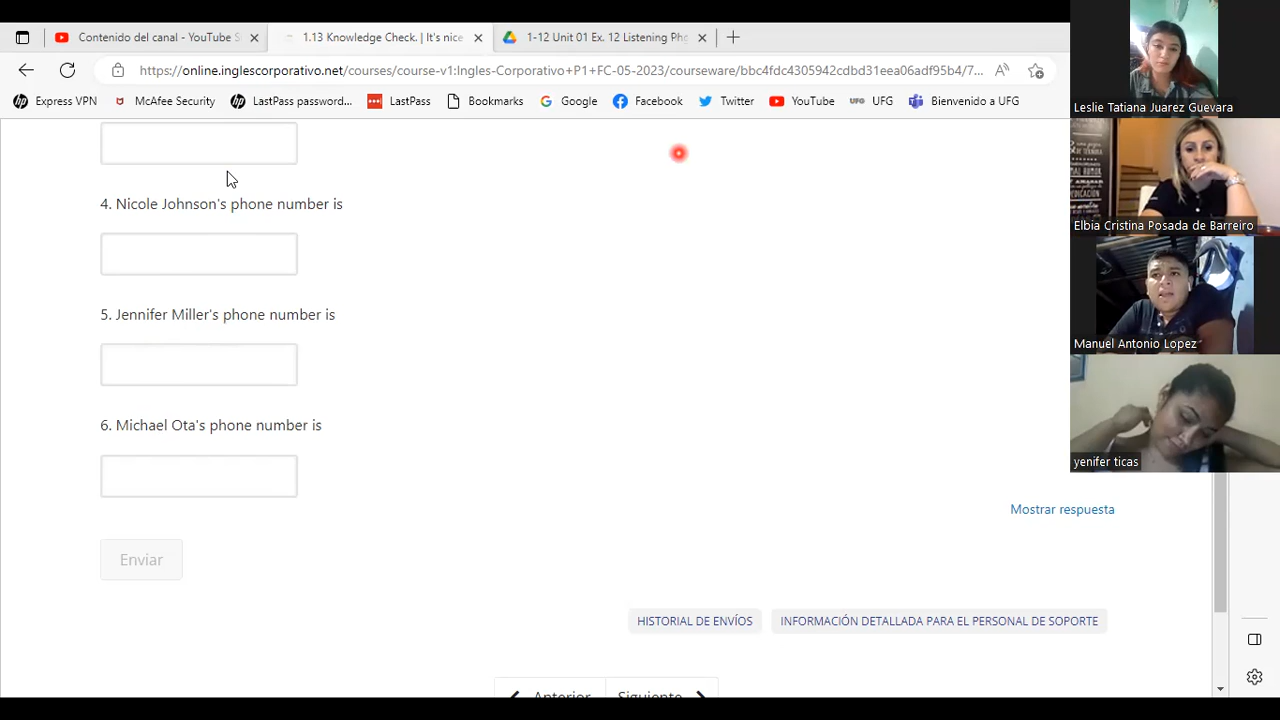 Contenido del canal - YouTube S
1.13 Knowledge Check. | It's nice
1-12 Unit 01 Ex. 12 Listening Pho
https://online.inglescorporativo.net/courses/course-v1:Ingles-Corporativo+P1+FC-05-2023/courseware/bbc4fdc4305942cdbd31eea06adf95b4/7...
Express VPN
McAfee Security
LastPass password...
LastPass
Bookmarks
Google
Facebook
Twitter
YouTube
UFG
UFG
Bienvenido a UFG
4. Nicole Johnson's phone number is
5. Jennifer Miller's phone number is
6. Michael Ota's phone number is
Mostrar respuesta
Enviar
HISTORIAL DE ENVÍOS
INFORMACIÓN DETALLADA PARA EL PERSONAL DE SOPORTE
Anterior
Siguiente
Leslie Tatiana Juarez Guevara
Elbia Cristina Posada de Barreiro
Manuel Antonio Lopez
yenifer ticas